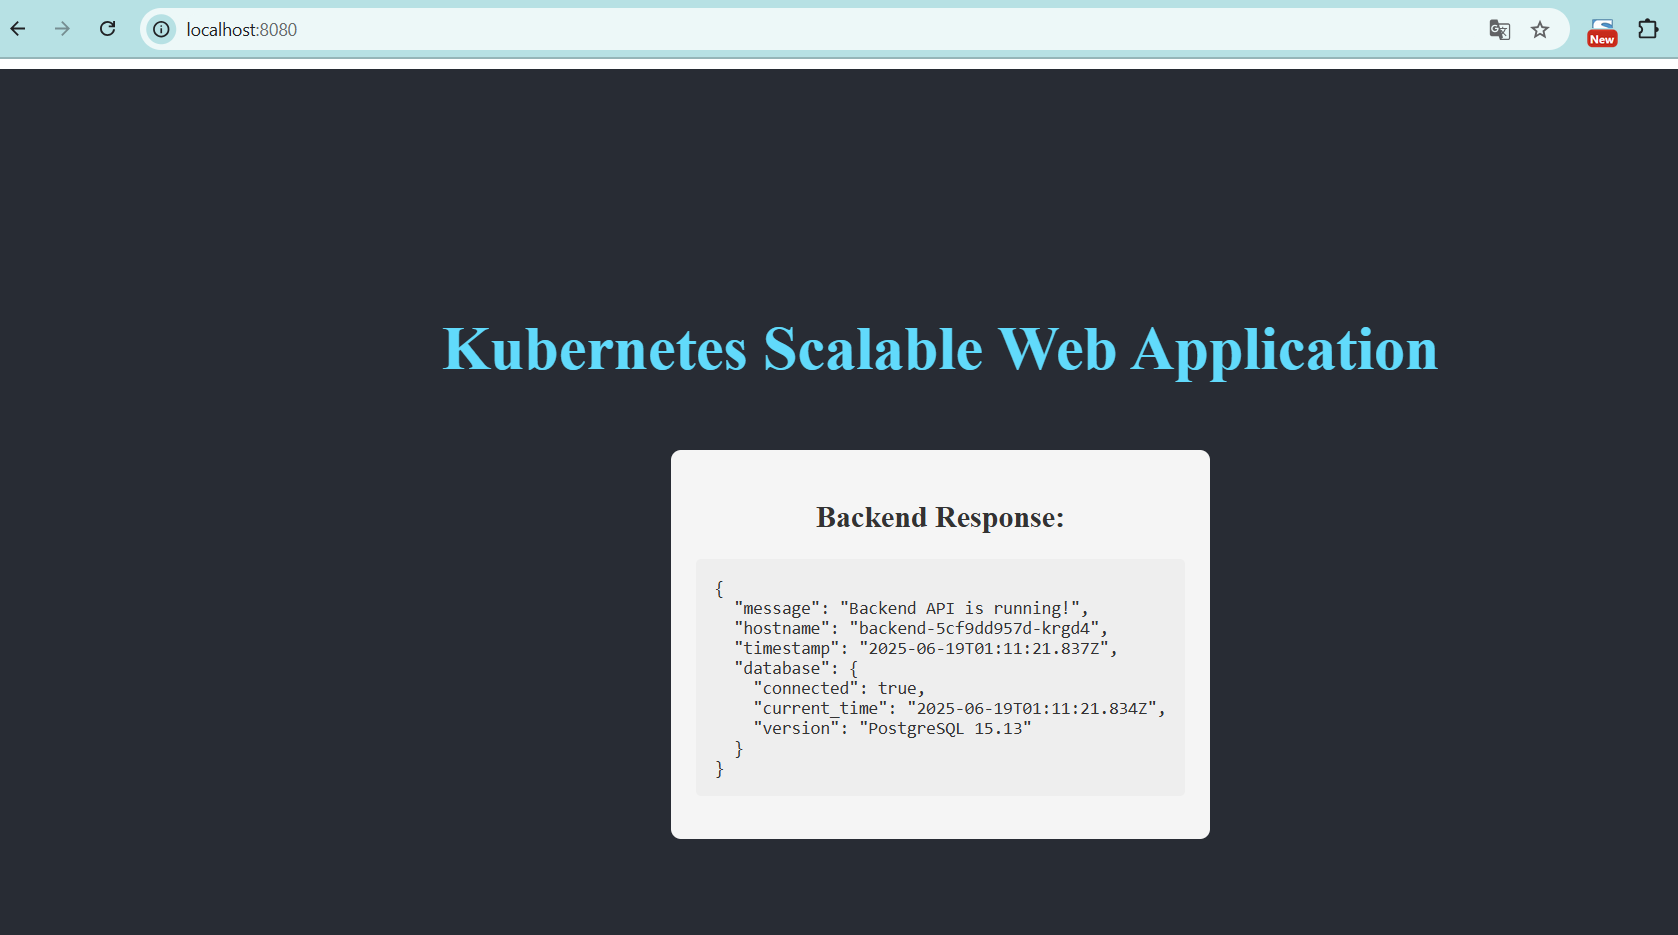 localhost:8080
New
Kubernetes Scalable Web Application
Backend Response:
{
  "message": "Backend API is running!",
  "hostname": "backend-5cf9dd957d-krgd4",
  "timestamp": "2025-06-19T01:11:21.837Z",
  "database": {
    "connected": true,
    "current_time": "2025-06-19T01:11:21.834Z",
    "version": "PostgreSQL 15.13"
  }
}